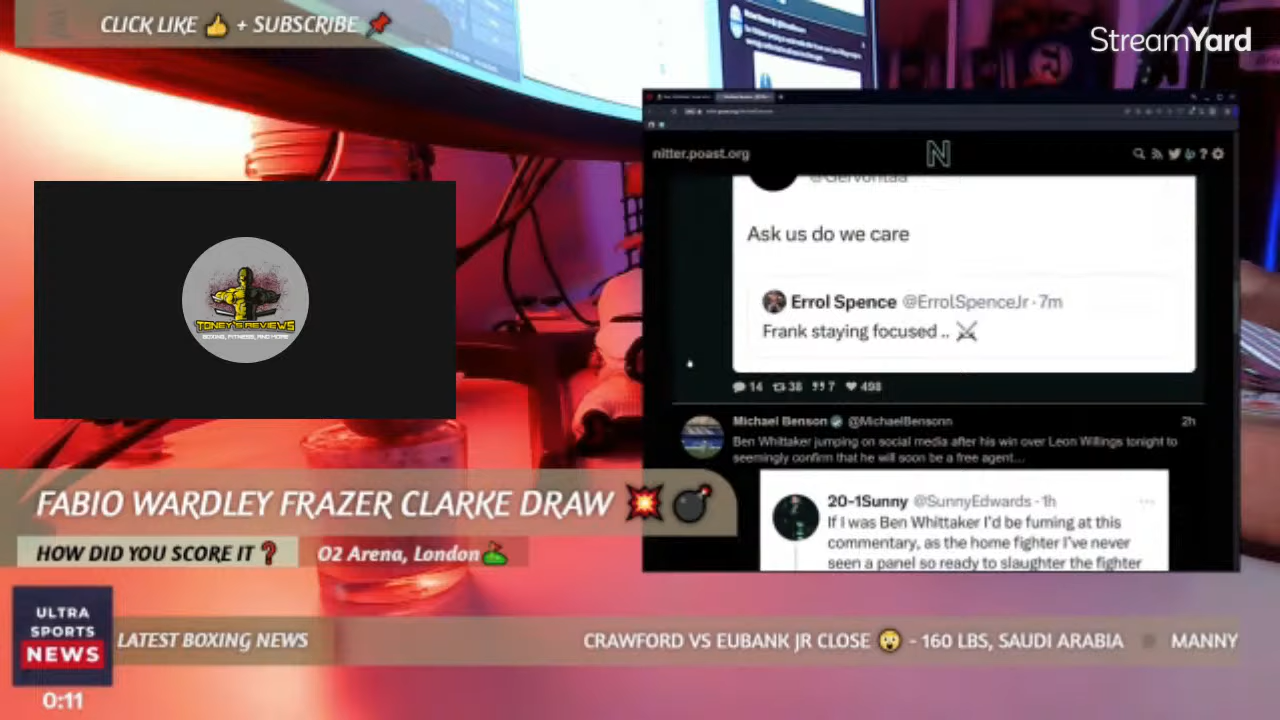 CLICK LIKE 👍 + SUBSCRIBE 📌
StreamYard
nitter.poast.org
N
Ask us do we care
Errol Spence @ErrolSpenceJr · 7m
Frank staying focused .. ⚔
14 38 7 498
Michael Benson @MichaelBensonn 2h
Ben Whittaker jumping on social media after his win over Leon Willings tonight to
seemingly confirm that he will soon be a free agent...
20-1Sunny @SunnyEdwards · 1h
If I was Ben Whittaker I'd be fuming at this
commentary, as the home fighter I've never
seen a panel so ready to slaughter the fighter
TONEY'S REVIEWS
BOXING, FITNESS, AND MORE
FABIO WARDLEY FRAZER CLARKE DRAW 💥 💣
HOW DID YOU SCORE IT ❓ O2 Arena, London ⛳
ULTRA
SPORTS
NEWS
LATEST BOXING NEWS
CRAWFORD VS EUBANK JR CLOSE 😳 - 160 LBS, SAUDI ARABIA MANNY
0:11